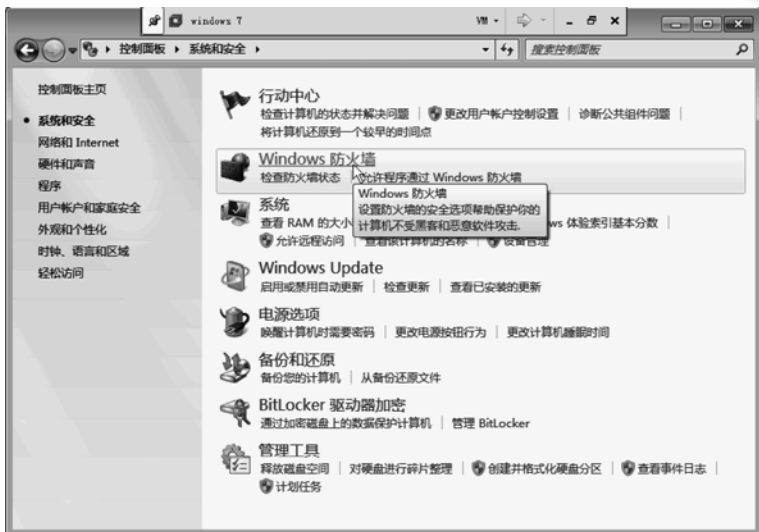 windows 7
VM
控制面板 系统和安全
搜索控制面板
控制面板主页
系统和安全
网络和 Internet
硬件和声音
程序
用户帐户和家庭安全
外观和个性化
时钟、语言和区域
轻松访问
行动中心
检查计算机的状态并解决问题 更改用户帐户控制设置 诊断公共组件问题
将计算机还原到一个较早的时间点
Windows 防火墙
检查防火墙状态 允许程序通过 Windows 防火墙
Windows 防火墙
设置防火墙的安全选项帮助保护你的
计算机不受黑客和恶意软件攻击.
系统
查看 RAM 的大小 ws 体验索引基本分数
允许远程访问 查看该计算机的名称 设备管理
Windows Update
启用或禁用自动更新 检查更新 查看已安装的更新
电源选项
唤醒计算机时需要密码 更改电源按钮行为 更改计算机睡眠时间
备份和还原
备份您的计算机 从备份还原文件
BitLocker 驱动器加密
通过加密磁盘上的数据保护计算机 管理 BitLocker
管理工具
释放磁盘空间 对硬盘进行碎片整理 创建并格式化硬盘分区 查看事件日志
计划任务